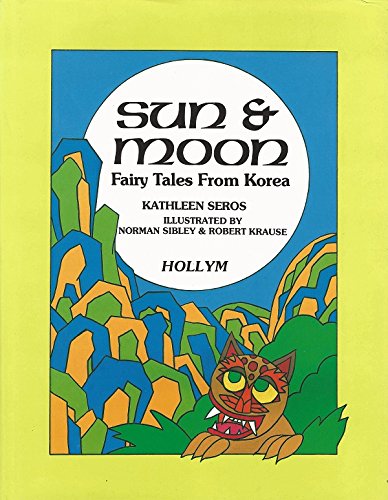 Sun &
Moon
Fairy Tales From Korea
KATHLEEN SEROS
ILLUSTRATED BY
NORMAN SIBLEY & ROBERT KRAUSE
HOLLYM